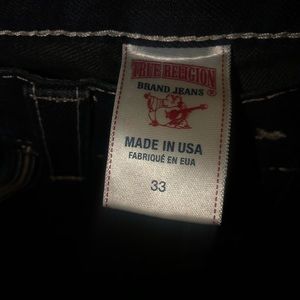 TRUE RELIGION
BRAND JEANS
MADE IN USA
FABRIQUÉ EN EUA
33